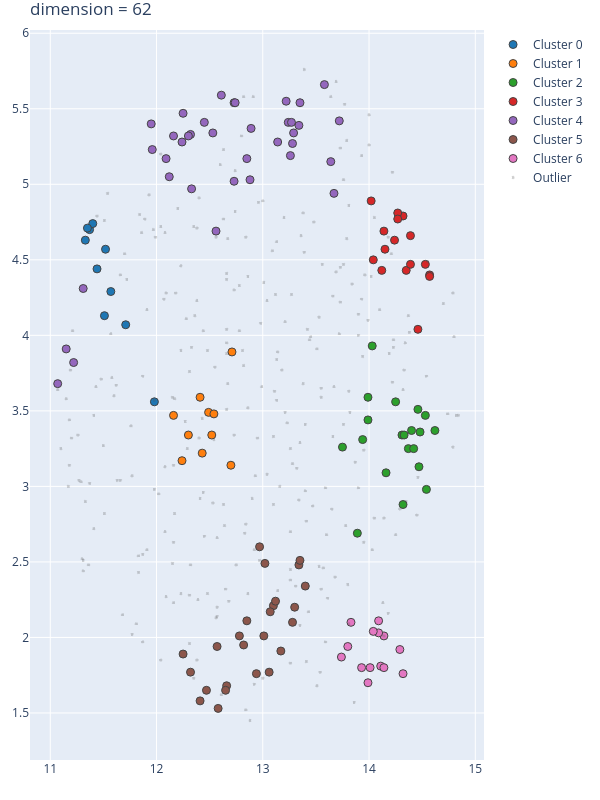 dimension = 62
6
5.5
5
4.5
4
3.5
3
2.5
2
1.5
11
12
13
14
15
Cluster 0
Cluster 1
Cluster 2
Cluster 3
Cluster 4
Cluster 5
Cluster 6
Outlier